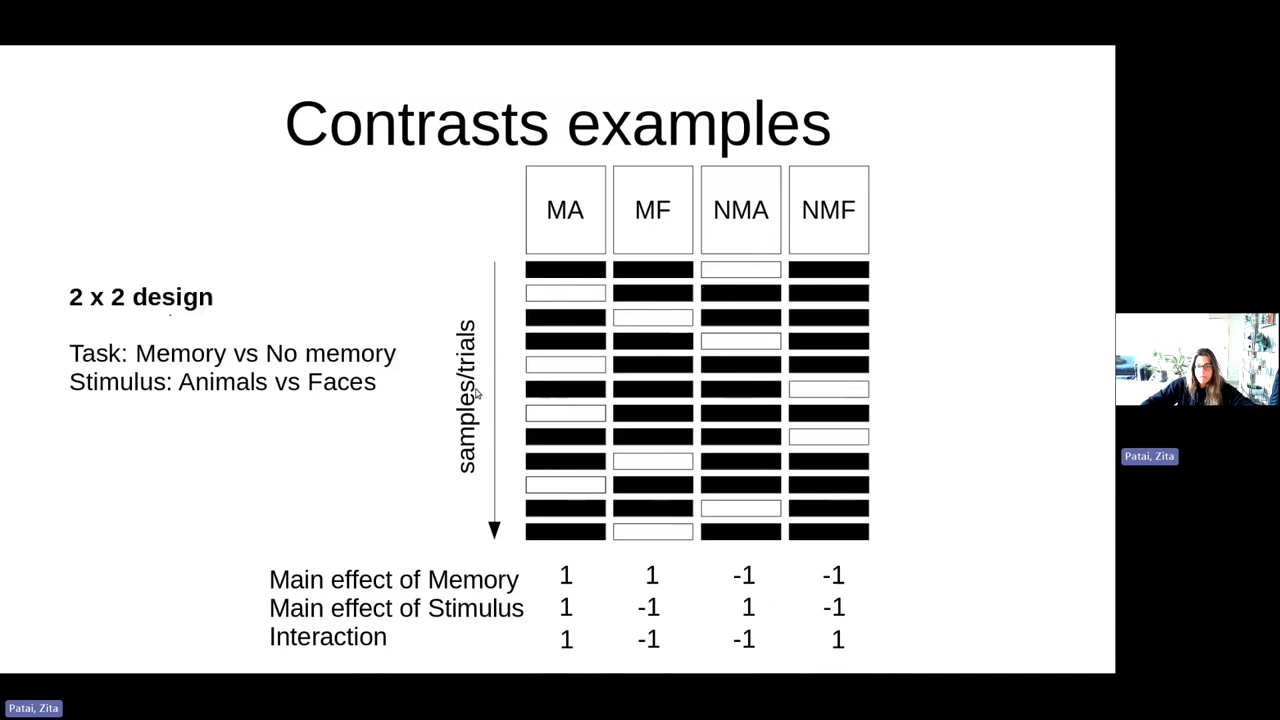 Contrasts examples
MA MF NMA NMF
2 x 2 design
Task: Memory vs No memory
Stimulus: Animals vs Faces
samples/trials
Main effect of Memory 1 1 -1 -1
Main effect of Stimulus 1 -1 1 -1
Interaction 1 -1 -1 1
Patai, Zita
Patai, Zita